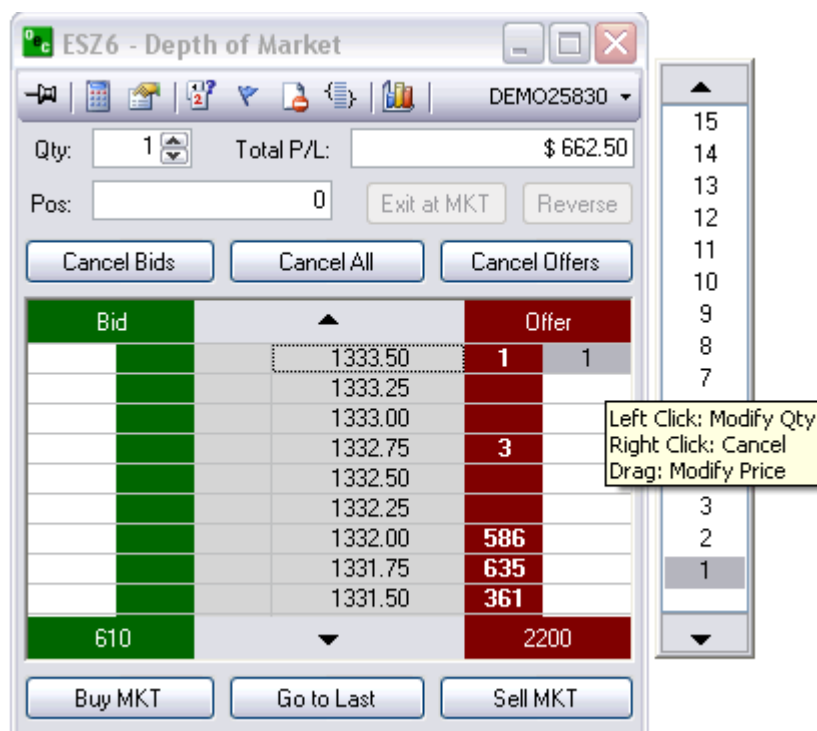 ESZ6 - Depth of Market
DEMO25830
Qty: 1 Total P/L: $ 662.50
Pos: 0 Exit at MKT Reverse
Cancel Bids Cancel All Cancel Offers
Bid Offer
1333.50 1 1
1333.25
1333.00
1332.75 3
1332.50
1332.25
1332.00 586
1331.75 635
1331.50 361
610 2200
Buy MKT Go to Last Sell MKT
15
14
13
12
11
10
9
8
7
Left Click: Modify Qty
Right Click: Cancel
Drag: Modify Price
3
2
1